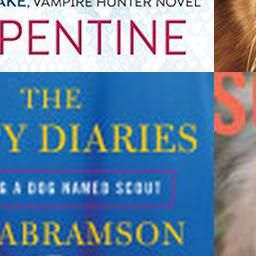 AKE, VAMPIRE HUNTER NOVEL
PENTINE
THE
Y DIARIES
G A DOG NAMED SCOUT
ABRAMSON
S